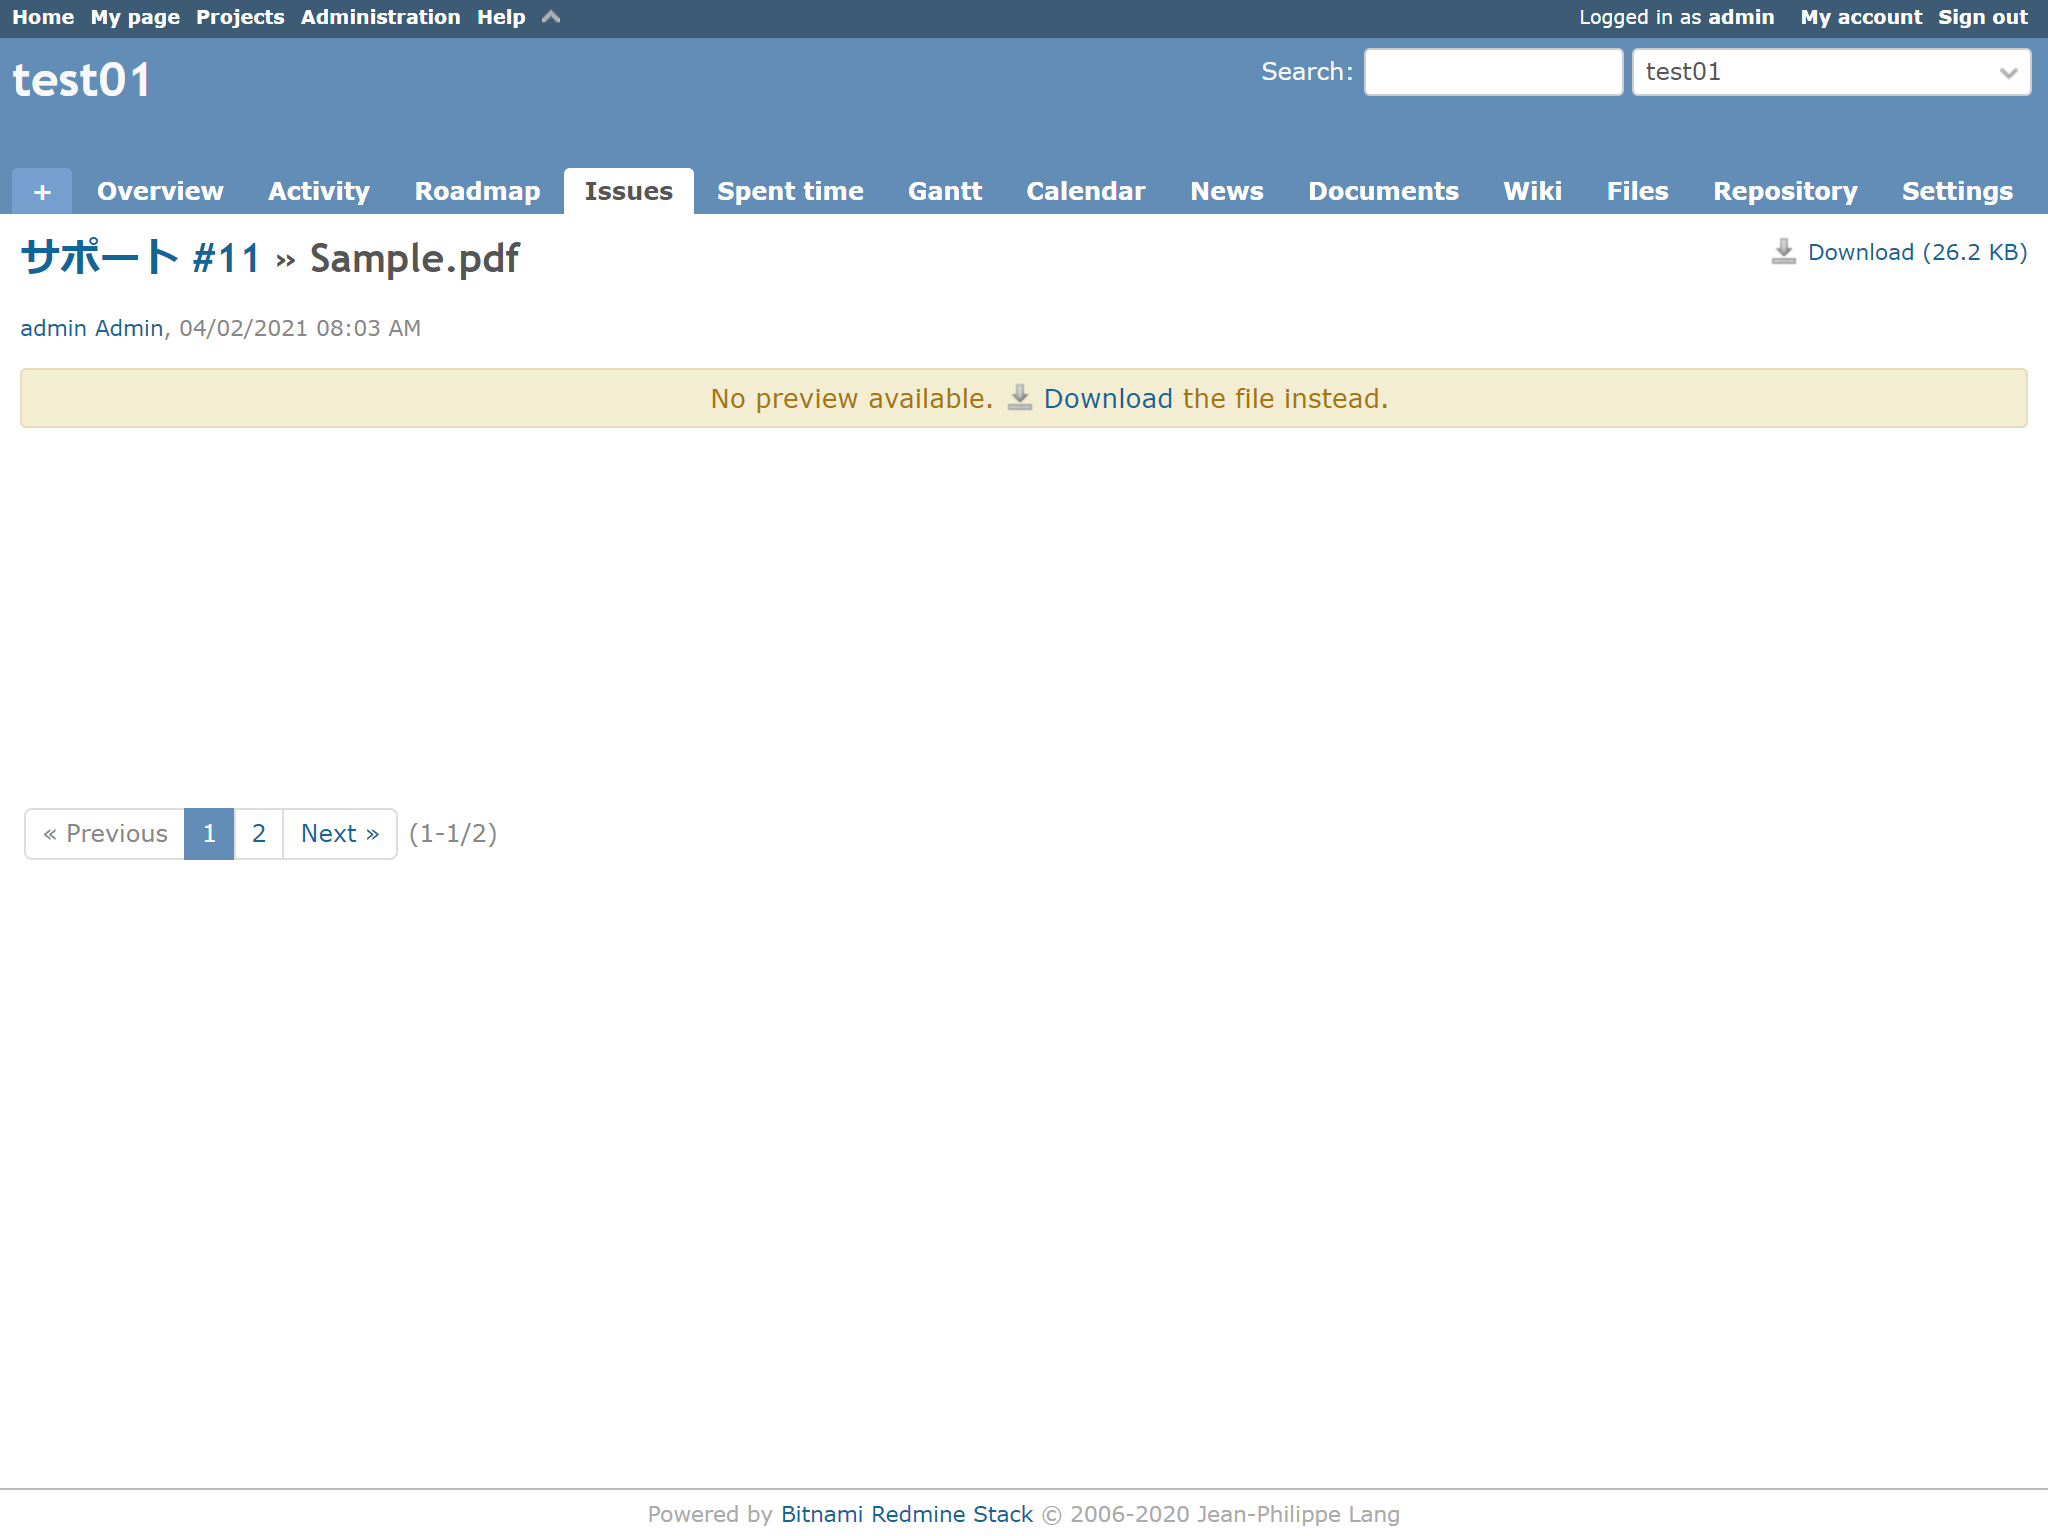 Home My page Projects Administration Help Logged in as admin My account Sign out
test01 Search: test01
+ Overview Activity Roadmap Issues Spent time Gantt Calendar News Documents Wiki Files Repository Settings
サポート #11 » Sample.pdf Download (26.2 KB)
admin Admin, 04/02/2021 08:03 AM
No preview available. Download the file instead.
« Previous 1 2 Next » (1-1/2)
Powered by Bitnami Redmine Stack © 2006-2020 Jean-Philippe Lang